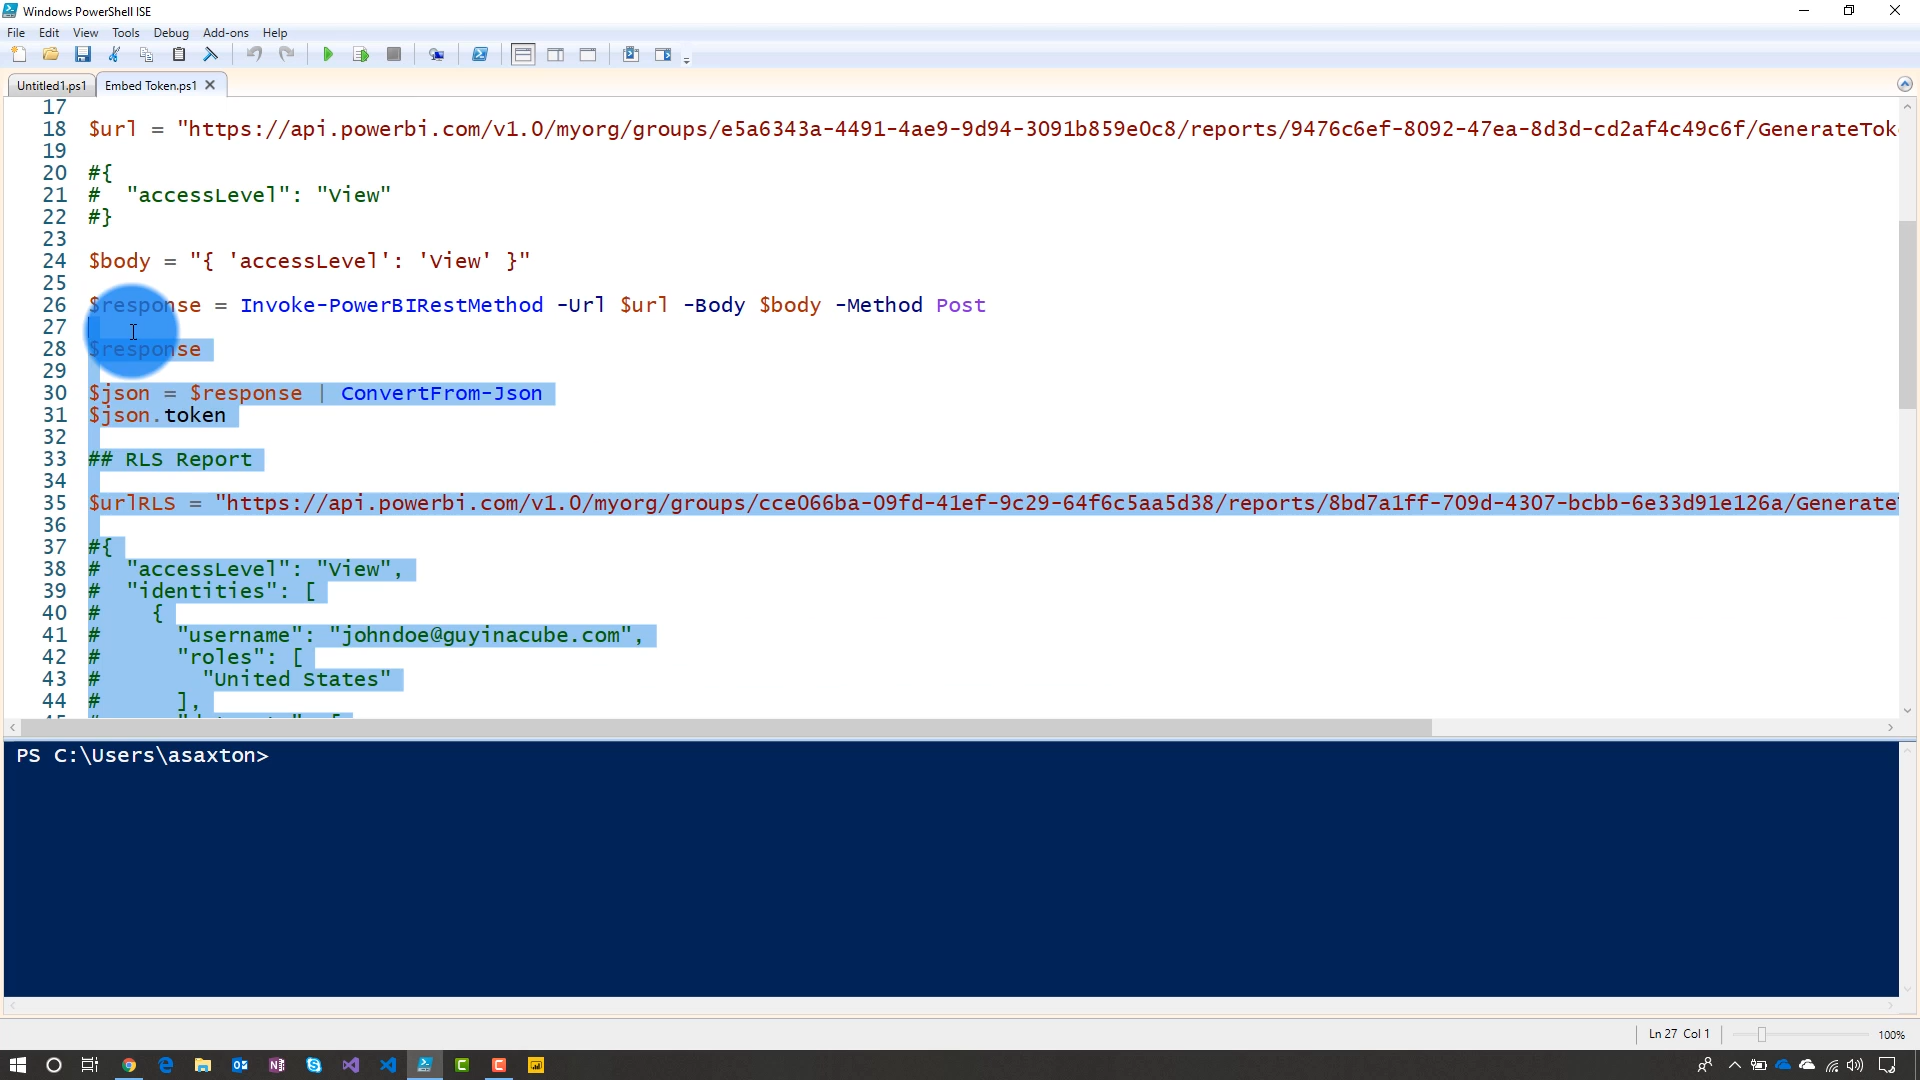 Windows PowerShell ISE
File Edit View Tools Debug Add-ons Help
Untitled1.ps1 Embed Token.ps1
17
18 $url = "https://api.powerbi.com/v1.0/myorg/groups/e5a6343a-4491-4ae9-9d94-3091b859e0c8/reports/9476c6ef-8092-47ea-8d3d-cd2af4c49c6f/GenerateTok
19
20 #{
21 # "accessLevel": "View"
22 #}
23
24 $body = "{ 'accessLevel': 'View' }"
25
26 $response = Invoke-PowerBIRestMethod -Url $url -Body $body -Method Post
27
28 $response
29
30 $json = $response | ConvertFrom-Json
31 $json.token
32
33 ## RLS Report
34
35 $urlRLS = "https://api.powerbi.com/v1.0/myorg/groups/cce066ba-09fd-41ef-9c29-64f6c5aa5d38/reports/8bd7a1ff-709d-4307-bcbb-6e33d91e126a/Generate
36
37 #{
38 # "accessLevel": "View",
39 # "identities": [
40 # {
41 # "username": "johndoe@guyinacube.com",
42 # "roles": [
43 # "United States"
44 # ],
PS C:\Users\asaxton>
Ln 27 Col 1 100%